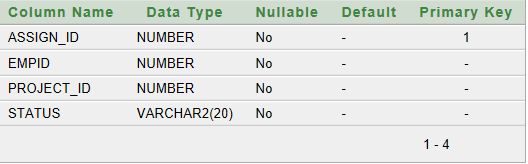 Column Name Data Type Nullable Default Primary Key
ASSIGN_ID NUMBER No - 1
EMPID NUMBER No - -
PROJECT_ID NUMBER No - -
STATUS VARCHAR2(20) No - -
1 - 4